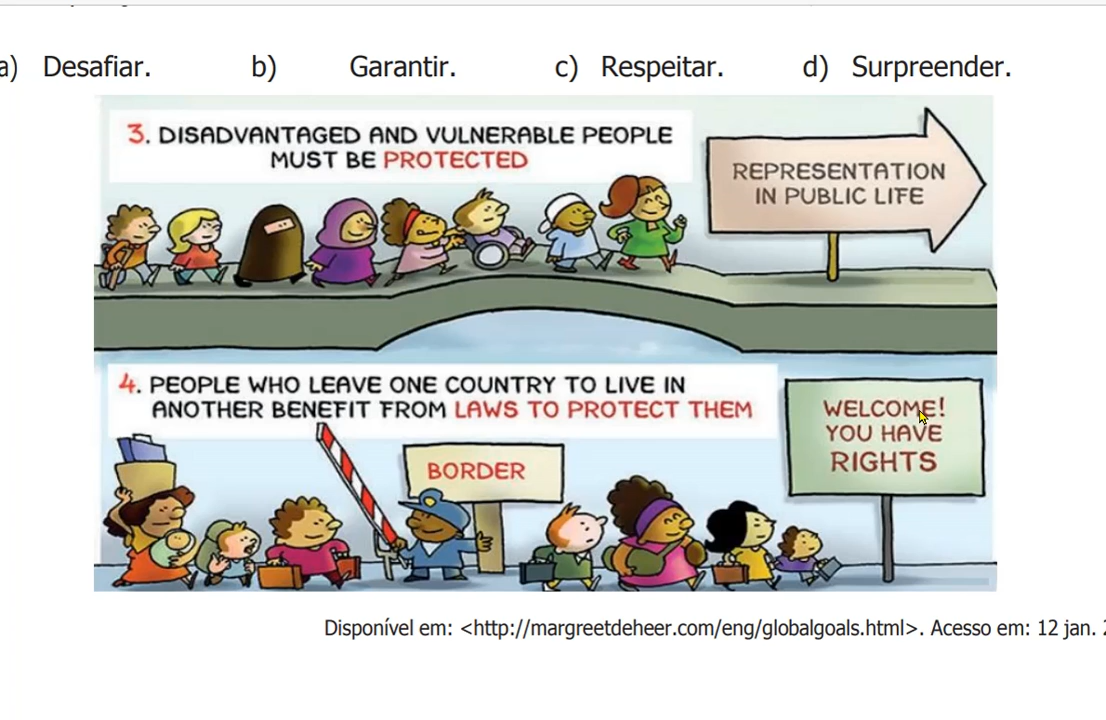 a) Desafiar. b) Garantir. c) Respeitar. d) Surpreender.
3. DISADVANTAGED AND VULNERABLE PEOPLE
MUST BE PROTECTED
REPRESENTATION
IN PUBLIC LIFE
4. PEOPLE WHO LEAVE ONE COUNTRY TO LIVE IN
ANOTHER BENEFIT FROM LAWS TO PROTECT THEM
WELCOME!
YOU HAVE
RIGHTS
BORDER
Disponível em: <http://margreetdeheer.com/eng/globalgoals.html>. Acesso em: 12 jan.